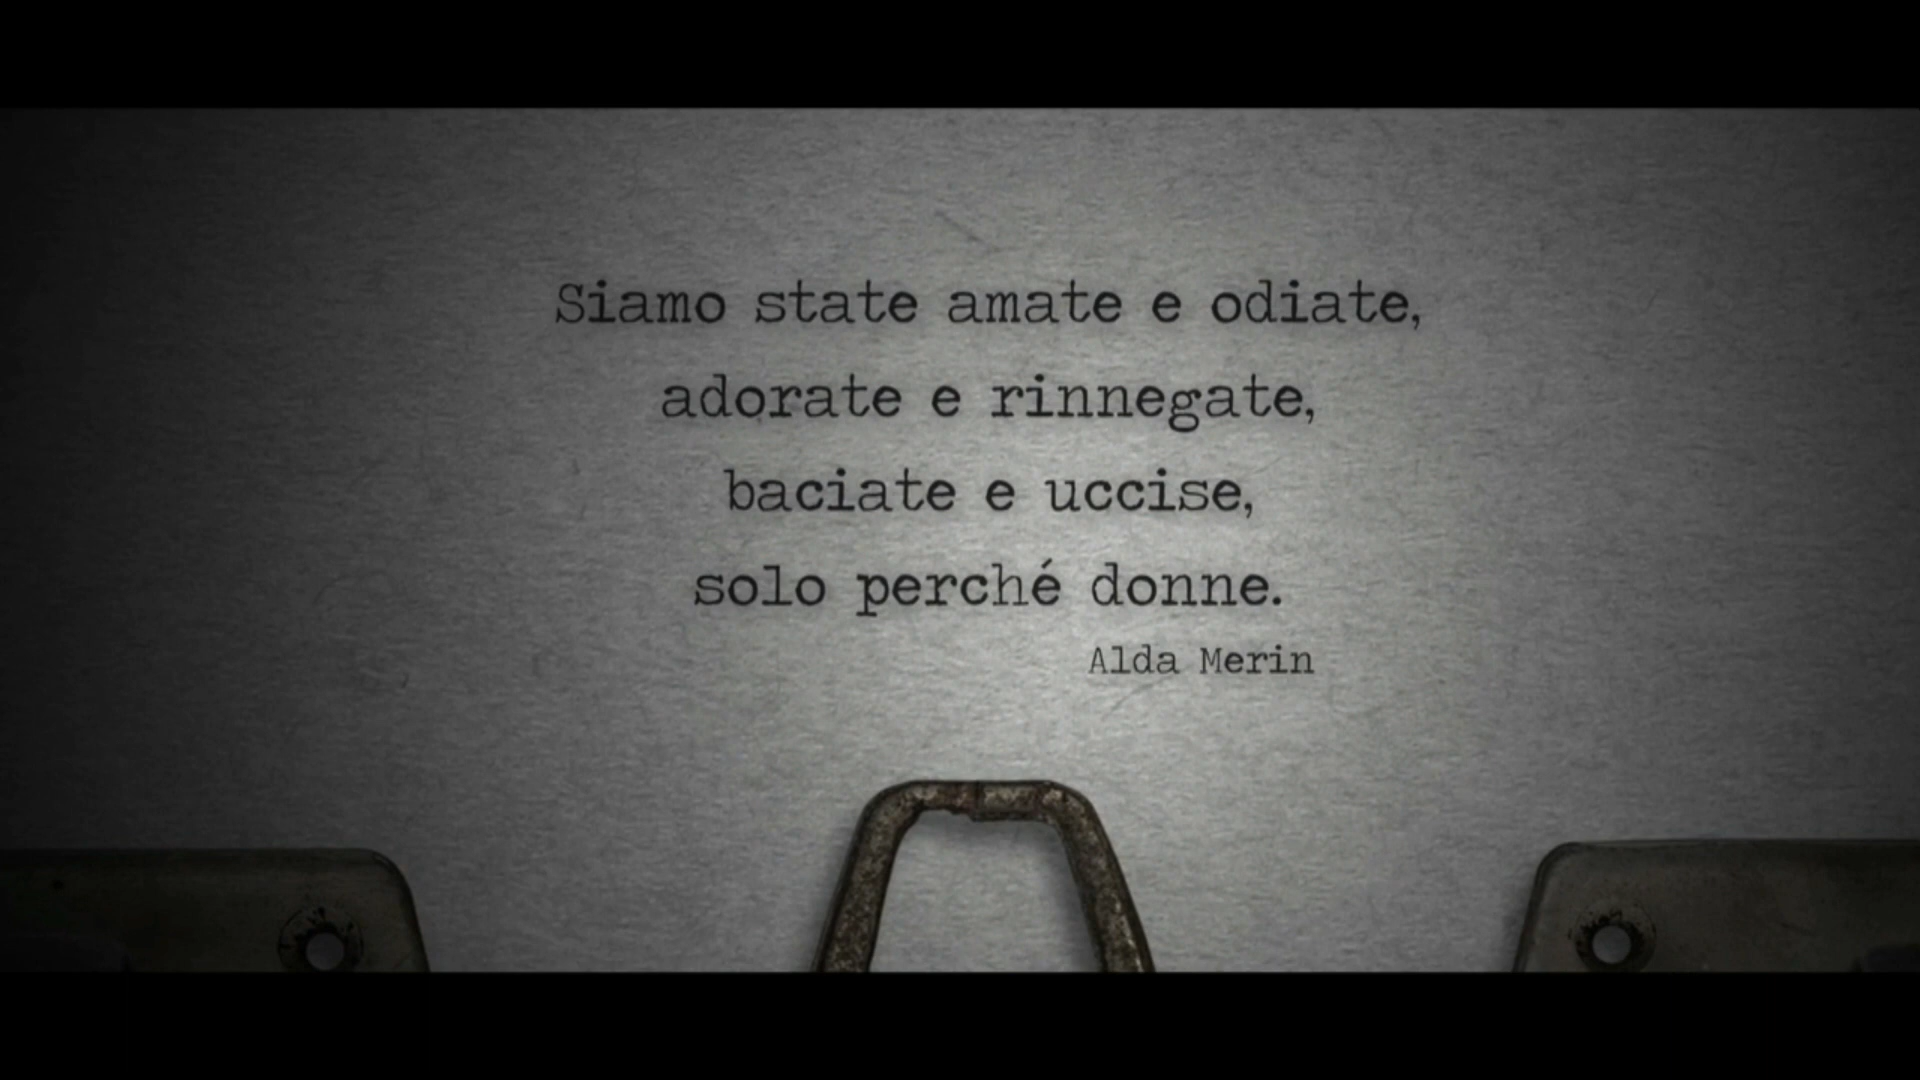 Siamo state amate e odiate,
adorate e rinnegate,
baciate e uccise,
solo perché donne.
Alda Merin